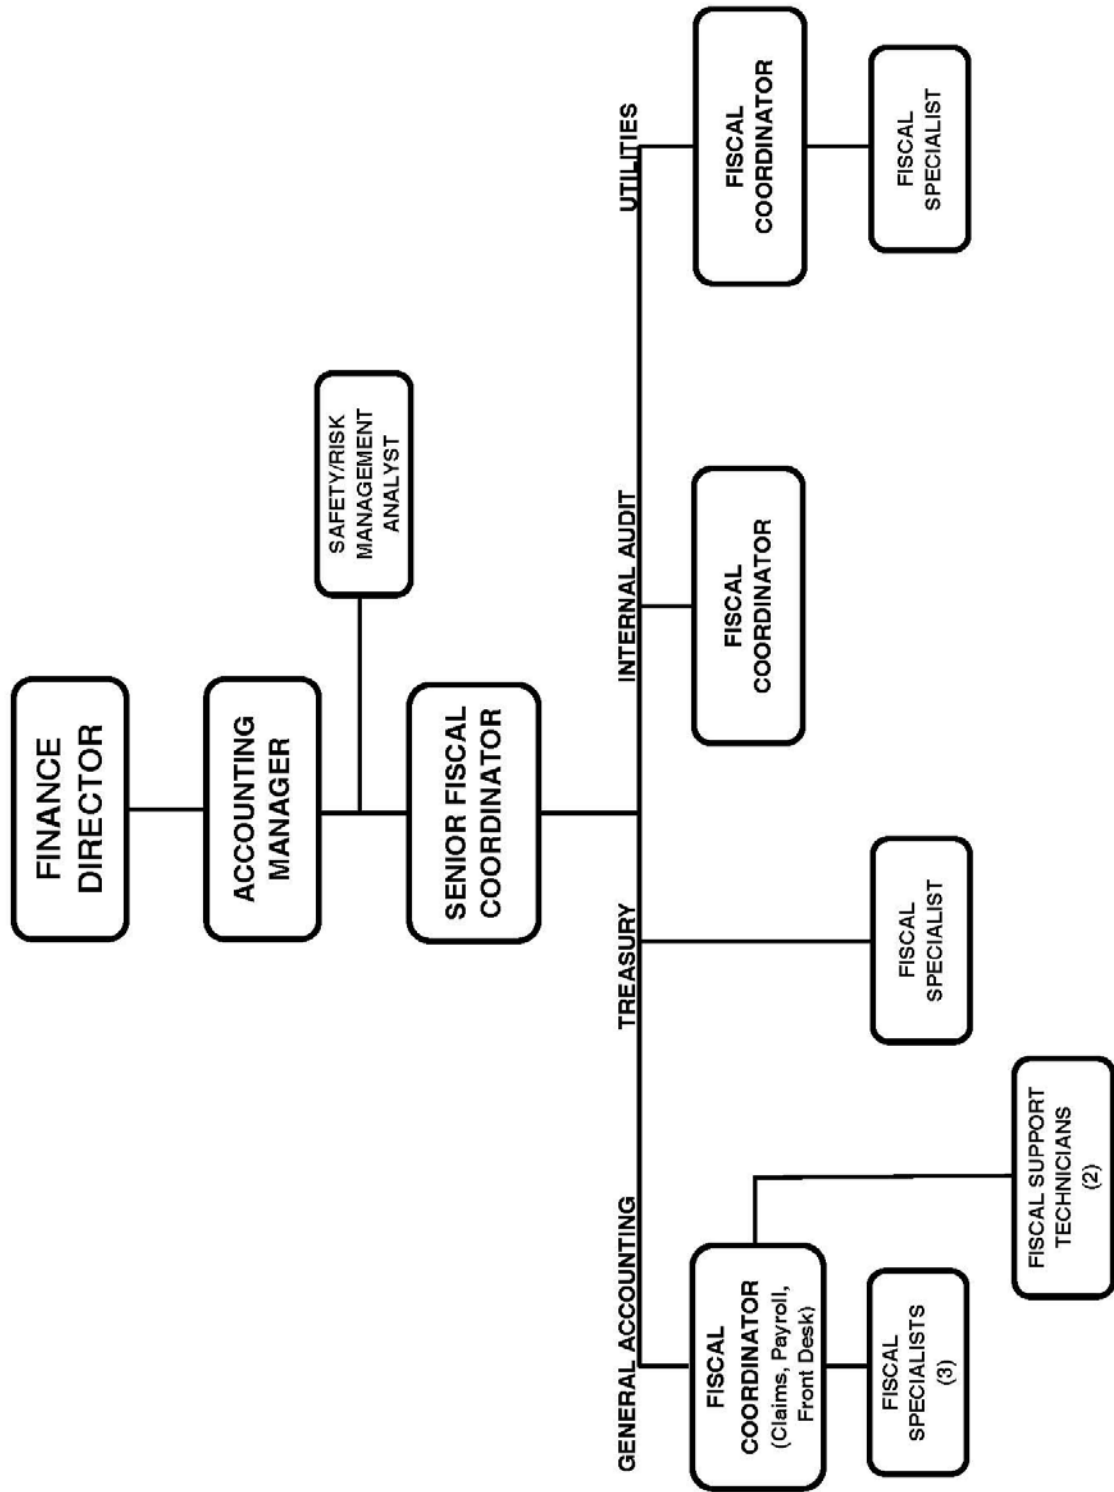 FINANCE
DIRECTOR
ACCOUNTING
MANAGER
SAFETY/RISK
MANAGEMENT
ANALYST
SENIOR FISCAL
COORDINATOR
GENERAL ACCOUNTING
TREASURY
INTERNAL AUDIT
UTILITIES
FISCAL
COORDINATOR
(Claims, Payroll,
Front Desk)
FISCAL
COORDINATOR
FISCAL
COORDINATOR
FISCAL
SPECIALISTS
(3)
FISCAL
SPECIALIST
FISCAL
SPECIALIST
FISCAL SUPPORT
TECHNICIANS
(2)